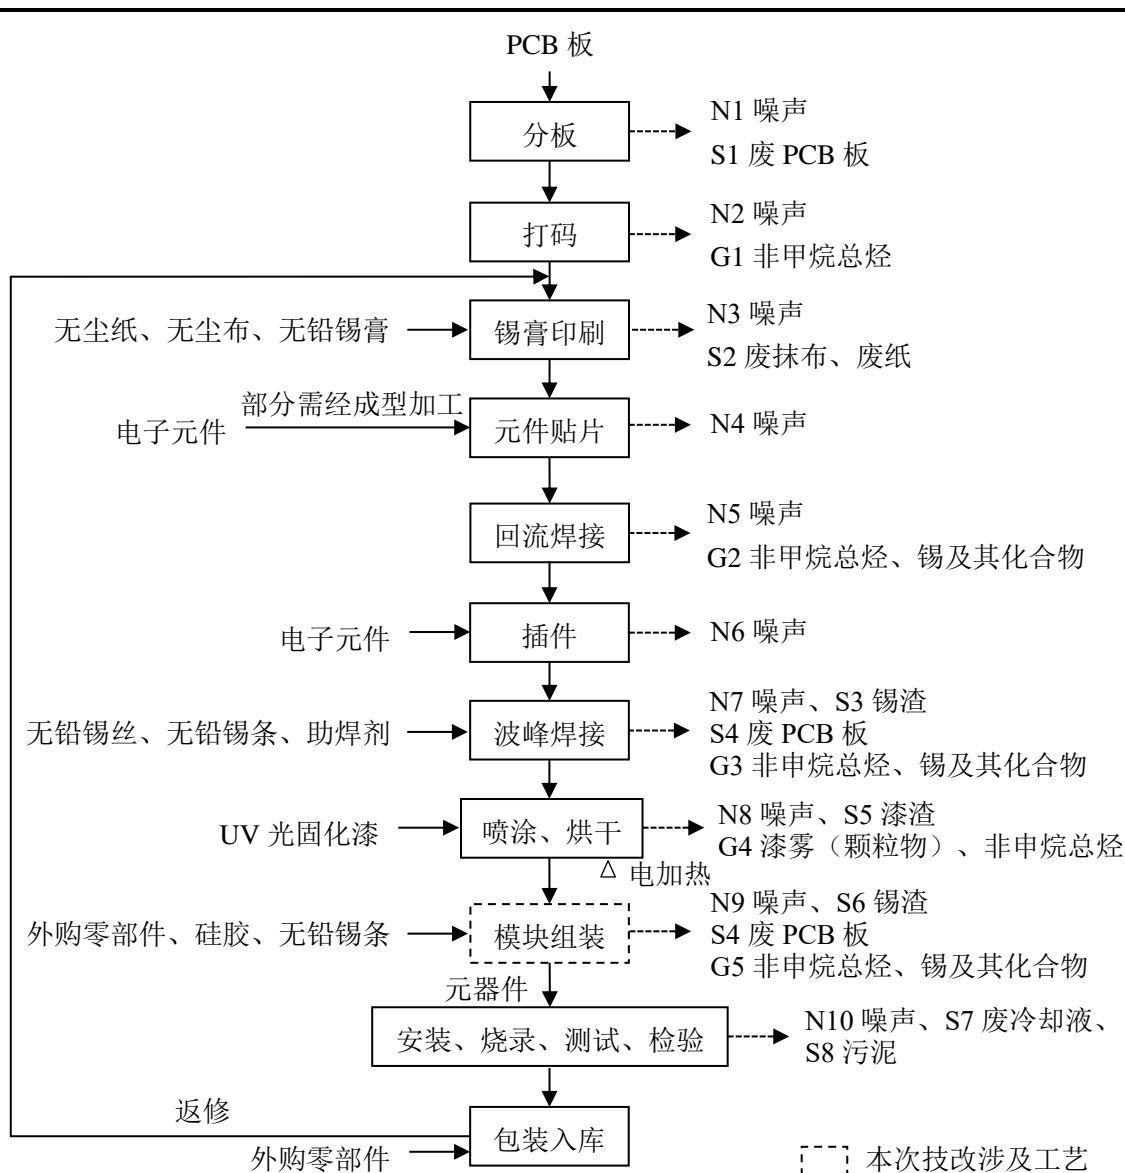 PCB 板
分板
N1 噪声
S1 废 PCB 板
打码
N2 噪声
G1 非甲烷总烃
无尘纸、无尘布、无铅锡膏
锡膏印刷
N3 噪声
S2 废抹布、废纸
部分需经成型加工
电子元件
元件贴片
N4 噪声
回流焊接
N5 噪声
G2 非甲烷总烃、锡及其化合物
电子元件
插件
N6 噪声
无铅锡丝、无铅锡条、助焊剂
波峰焊接
N7 噪声、S3 锡渣
S4 废 PCB 板
G3 非申烷总烃、锡及其化合物
UV 光固化漆
喷涂、烘干
N8 噪声、S5 漆渣
G4 漆雾（颗粒物）、非申烷总烃
△ 电加热
外购零部件、硅胶、无铅锡条
模块组装
N9 噪声、S6 锡渣
S4 废 PCB 板
G5 非申烷总烃、锡及其化合物
元器件
安装、烧录、测试、检验
N10 噪声、S7 废冷却液、
S8 污泥
返修
包装入库
外购零部件
本次技改涉及工艺